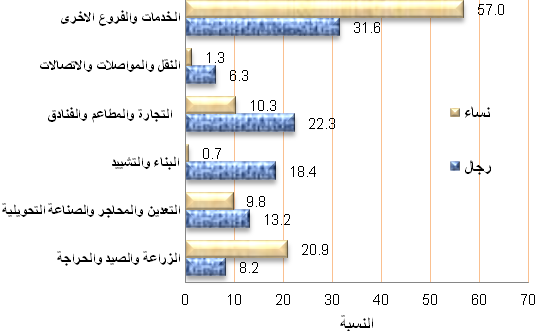 الخدمات والفروع الاخرى
57.0
31.6
النقل والمواصلات والاتصالات
1.3
6.3
التجارة والمطاعم والفنادق
10.3
22.3
البناء والتشييد
0.7
18.4
التعدين والمحاجر والصناعة التحويلية
9.8
13.2
الزراعة والصيد والحراجة
20.9
8.2
نساء
رجال
0 10 20 30 40 50 60 70
النسبة